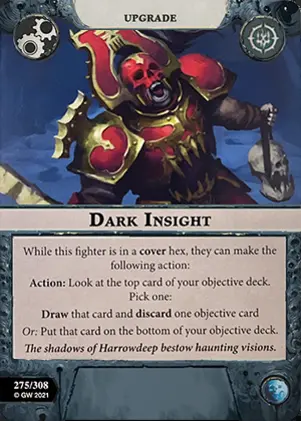 UPGRADE
DARK INSIGHT
While this fighter is in a cover hex, they can make the
following action:
Action: Look at the top card of your objective deck.
Pick one:
Draw that card and discard one objective card
Or: Put that card on the bottom of your objective deck.
The shadows of Harrowdeep bestow haunting visions.
275/308
© GW 2021